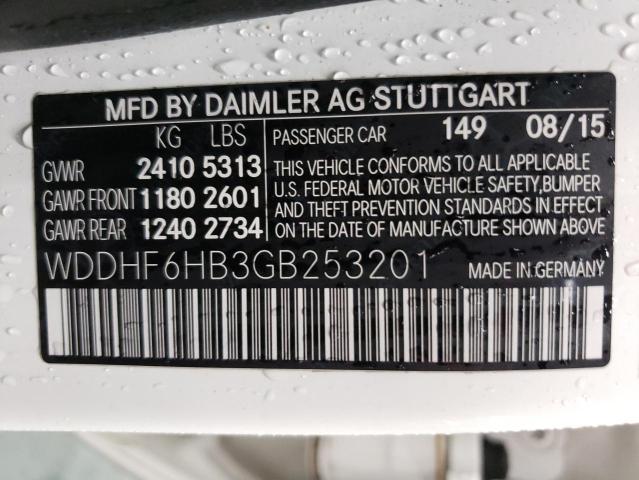 MFD BY DAIMLER AG STUTTGART
KG LBS PASSENGER CAR 149 08/15
GVWR 2410 5313 THIS VEHICLE CONFORMS TO ALL APPLICABLE
GAWR FRONT 1180 2601 U.S. FEDERAL MOTOR VEHICLE SAFETY,BUMPER
GAWR REAR 1240 2734 AND THEFT PREVENTION STANDARDS IN EFFECT
ON THE DATE OF MANUFACTURE SHOWN ABOVE
WDDHF6HB3GB253201 MADE IN GERMANY